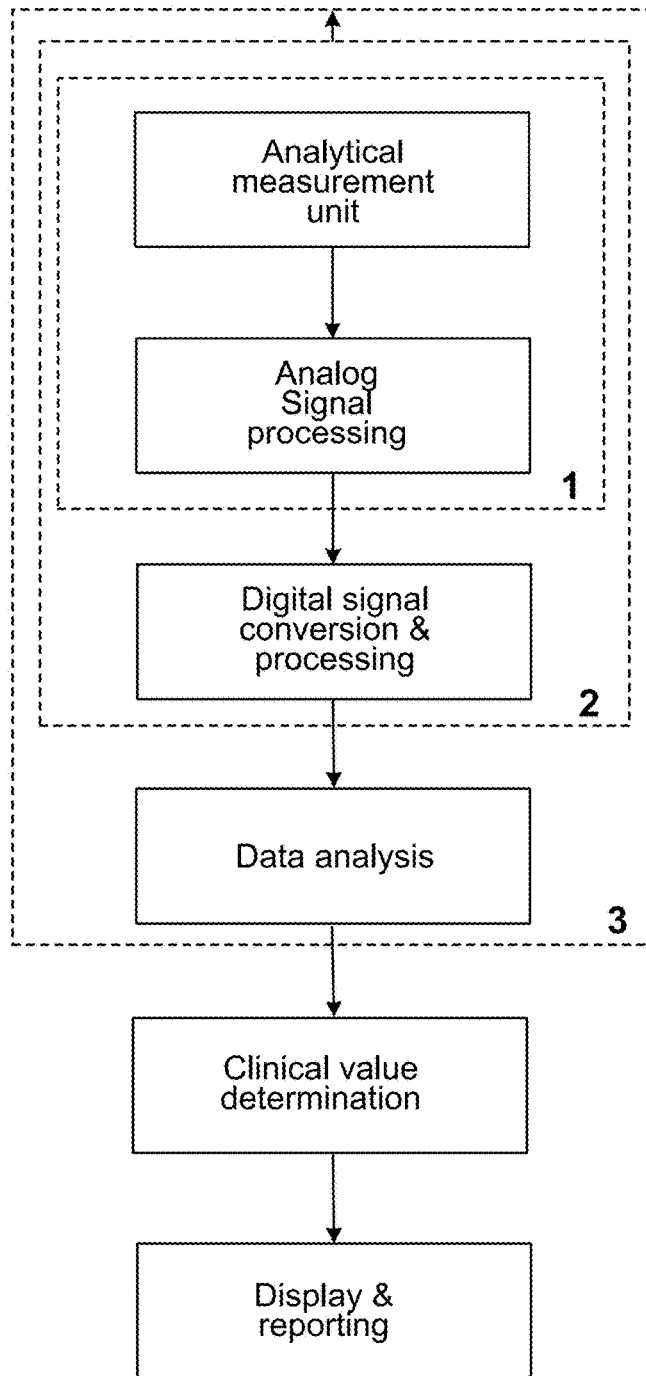 Analytical
measurement
unit
Analog
Signal
processing
1
Digital signal
conversion &
processing
2
Data analysis
3
Clinical value
determination
Display &
reporting